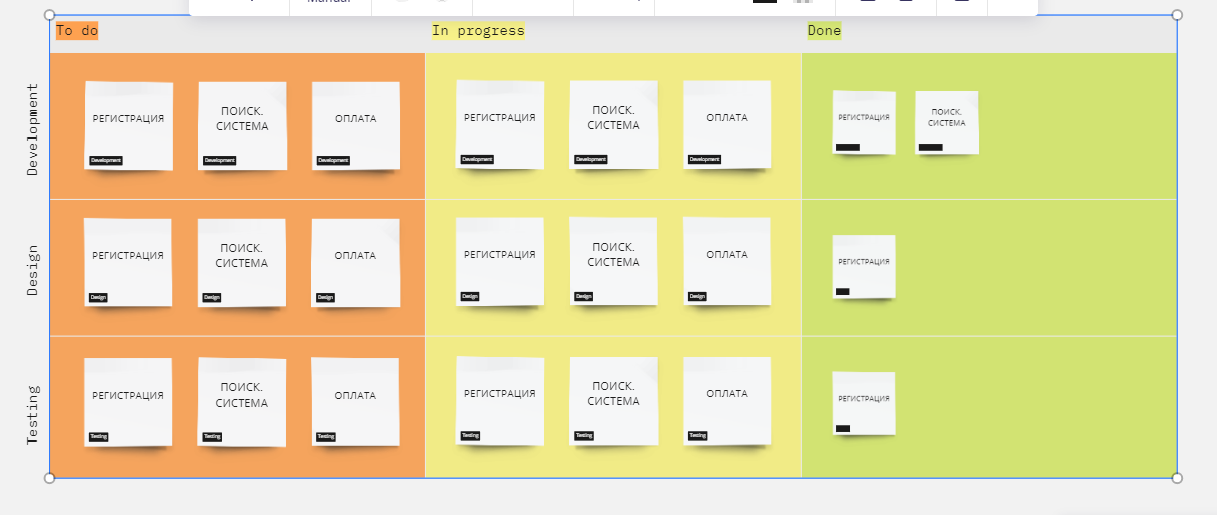 Manual
To do
In progress
Done
Development
РЕГИСТРАЦИЯ
Development
ПОИСК.
СИСТЕМА
Development
ОПЛАТА
Development
РЕГИСТРАЦИЯ
Development
ПОИСК.
СИСТЕМА
Development
ОПЛАТА
Development
РЕГИСТРАЦИЯ
ПОИСК.
СИСТЕМА
Design
РЕГИСТРАЦИЯ
Design
ПОИСК.
СИСТЕМА
Design
ОПЛАТА
Design
РЕГИСТРАЦИЯ
Design
ПОИСК.
СИСТЕМА
Design
ОПЛАТА
Design
РЕГИСТРАЦИЯ
Testing
РЕГИСТРАЦИЯ
Testing
ПОИСК.
СИСТЕМА
Testing
ОПЛАТА
Testing
РЕГИСТРАЦИЯ
Testing
ПОИСК.
СИСТЕМА
Testing
ОПЛАТА
Testing
РЕГИСТРАЦИЯ